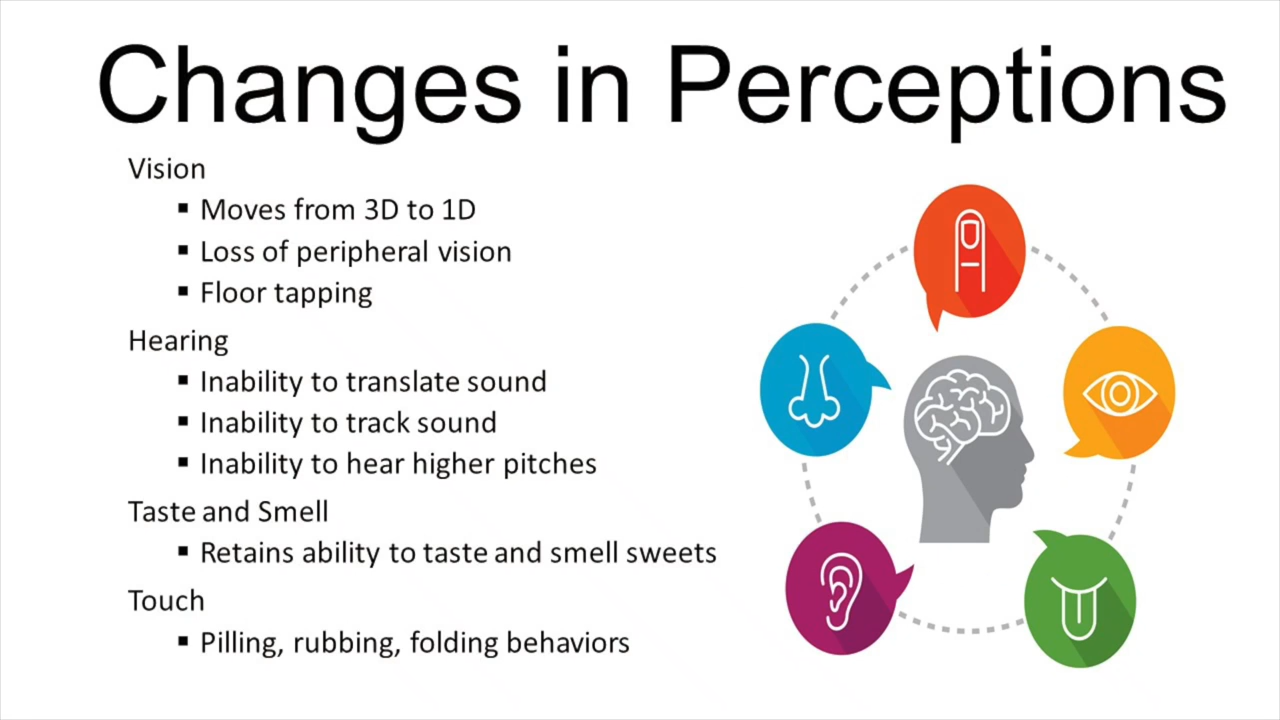 Changes in Perceptions
Vision
▪ Moves from 3D to 1D
▪ Loss of peripheral vision
▪ Floor tapping
Hearing
▪ Inability to translate sound
▪ Inability to track sound
▪ Inability to hear higher pitches
Taste and Smell
▪ Retains ability to taste and smell sweets
Touch
▪ Pilling, rubbing, folding behaviors